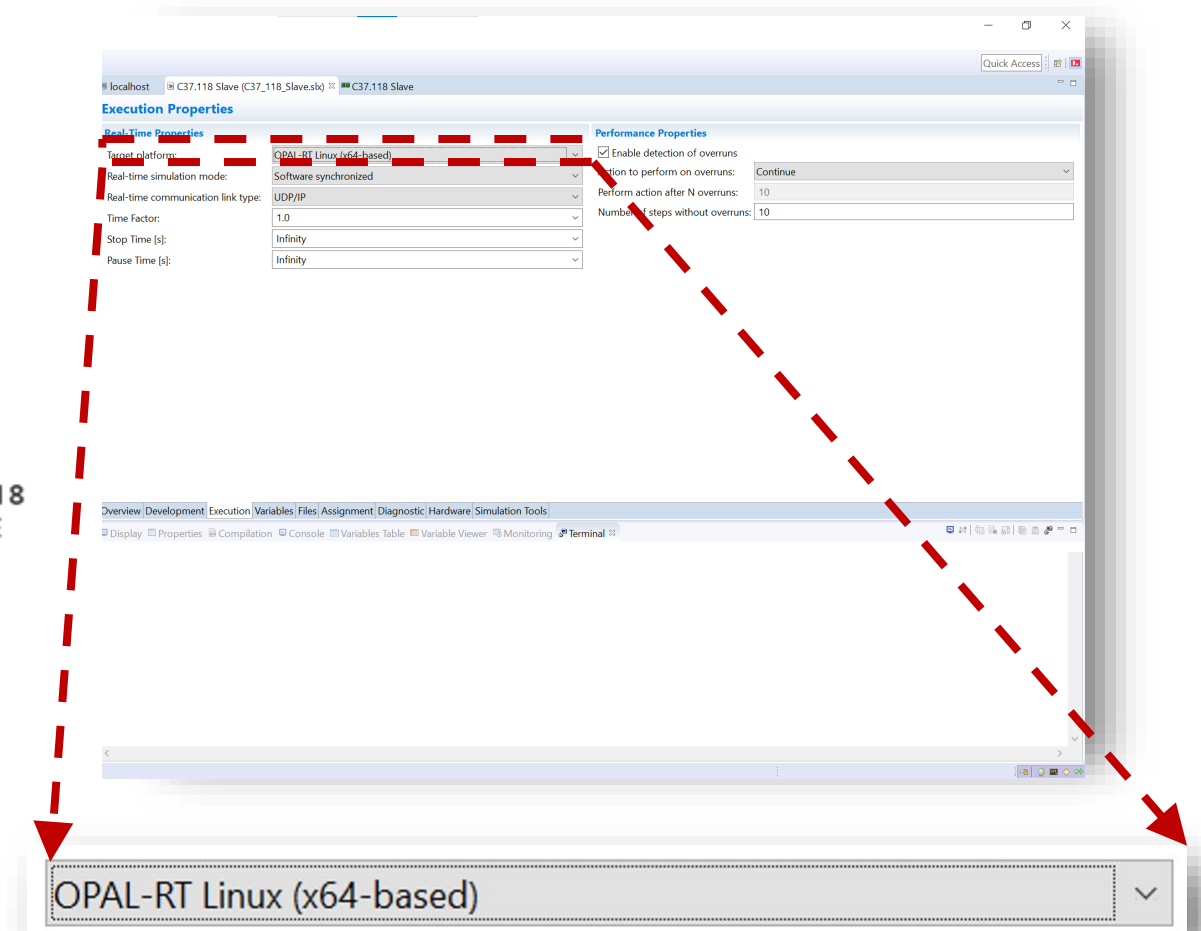 Quick Access
localhost C37.118 Slave (C37_118_Slave.slx) C37.118 Slave
Execution Properties
Real-Time Properties
Target platform: OPAL-RT Linux (x64-based)
Real-time simulation mode: Software synchronized
Real-time communication link type: UDP/IP
Time Factor: 1.0
Stop Time [s]: Infinity
Pause Time [s]: Infinity
Performance Properties
Enable detection of overruns
Action to perform on overruns: Continue
Perform action after N overruns: 10
Number of steps without overruns: 10
18
Overview Development Execution Variables Files Assignment Diagnostic Hardware Simulation Tools
Display Properties Compilation Console Variables Table Variable Viewer Monitoring Terminal
OPAL-RT Linux (x64-based)